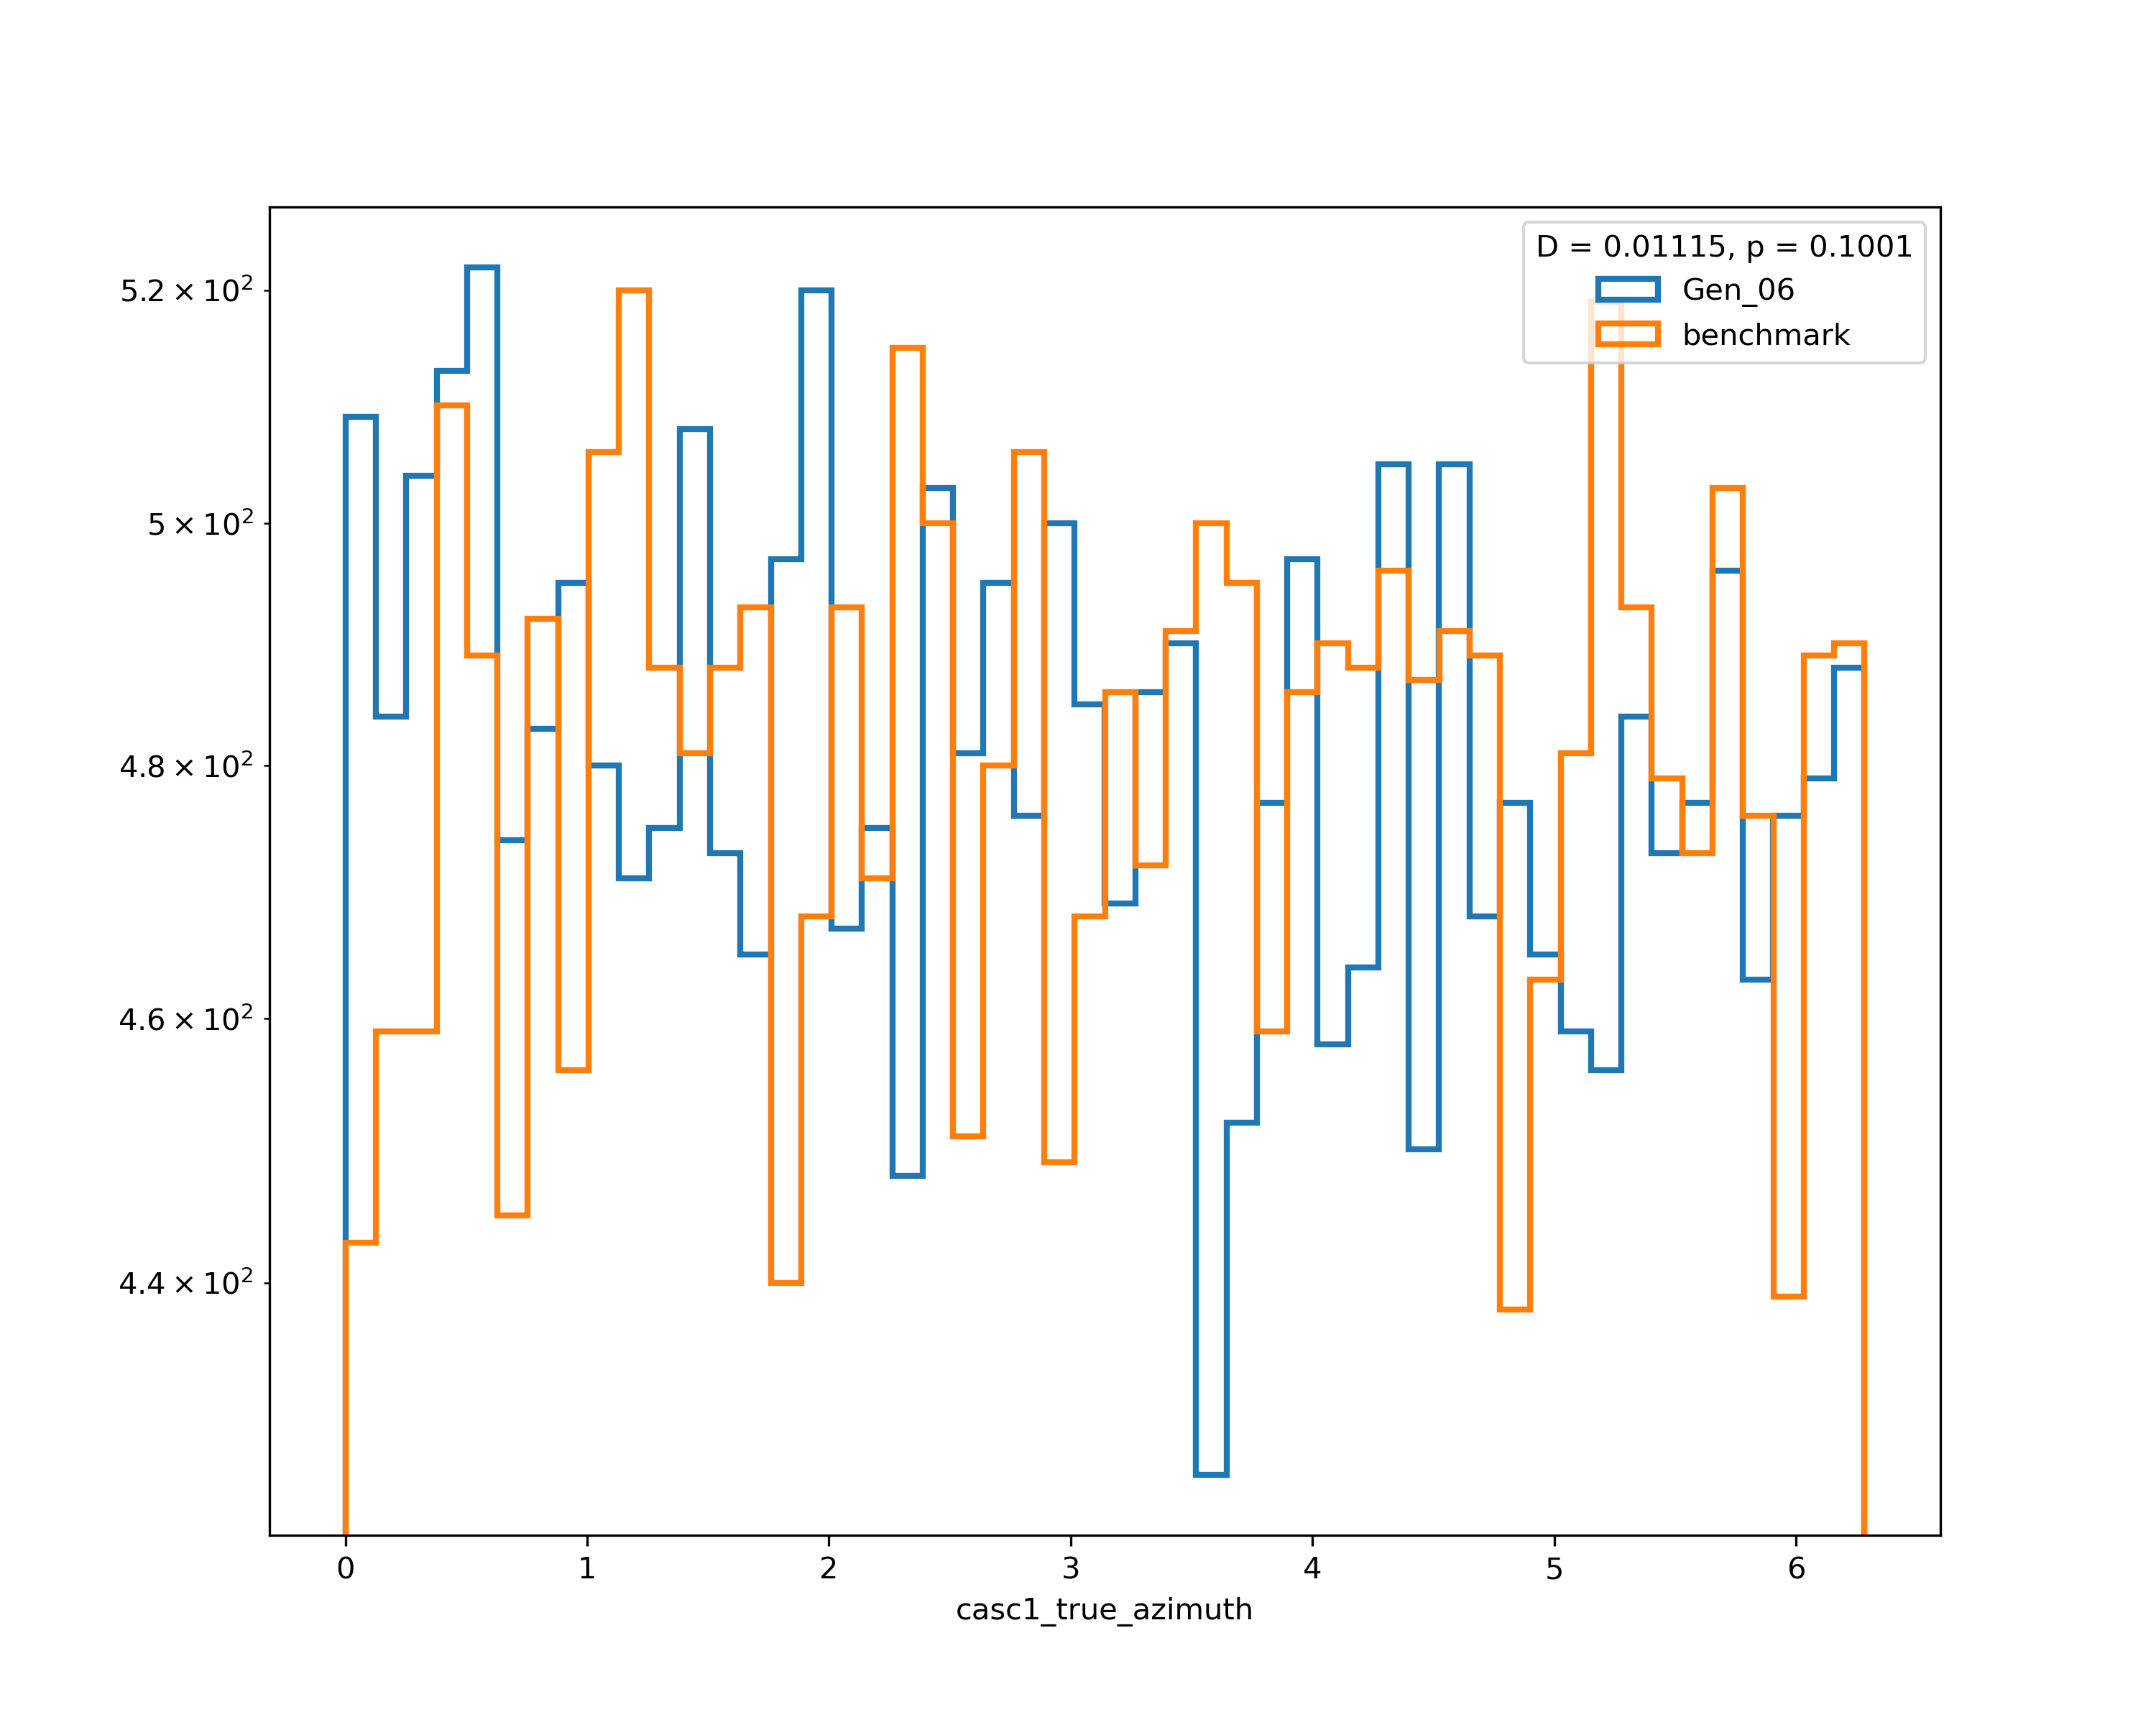 D = 0.01115, p = 0.1001
Gen_06
benchmark
5.2 × 10²
5 × 10²
4.8 × 10²
4.6 × 10²
4.4 × 10²
0 1 2 3 4 5 6
casc1_true_azimuth